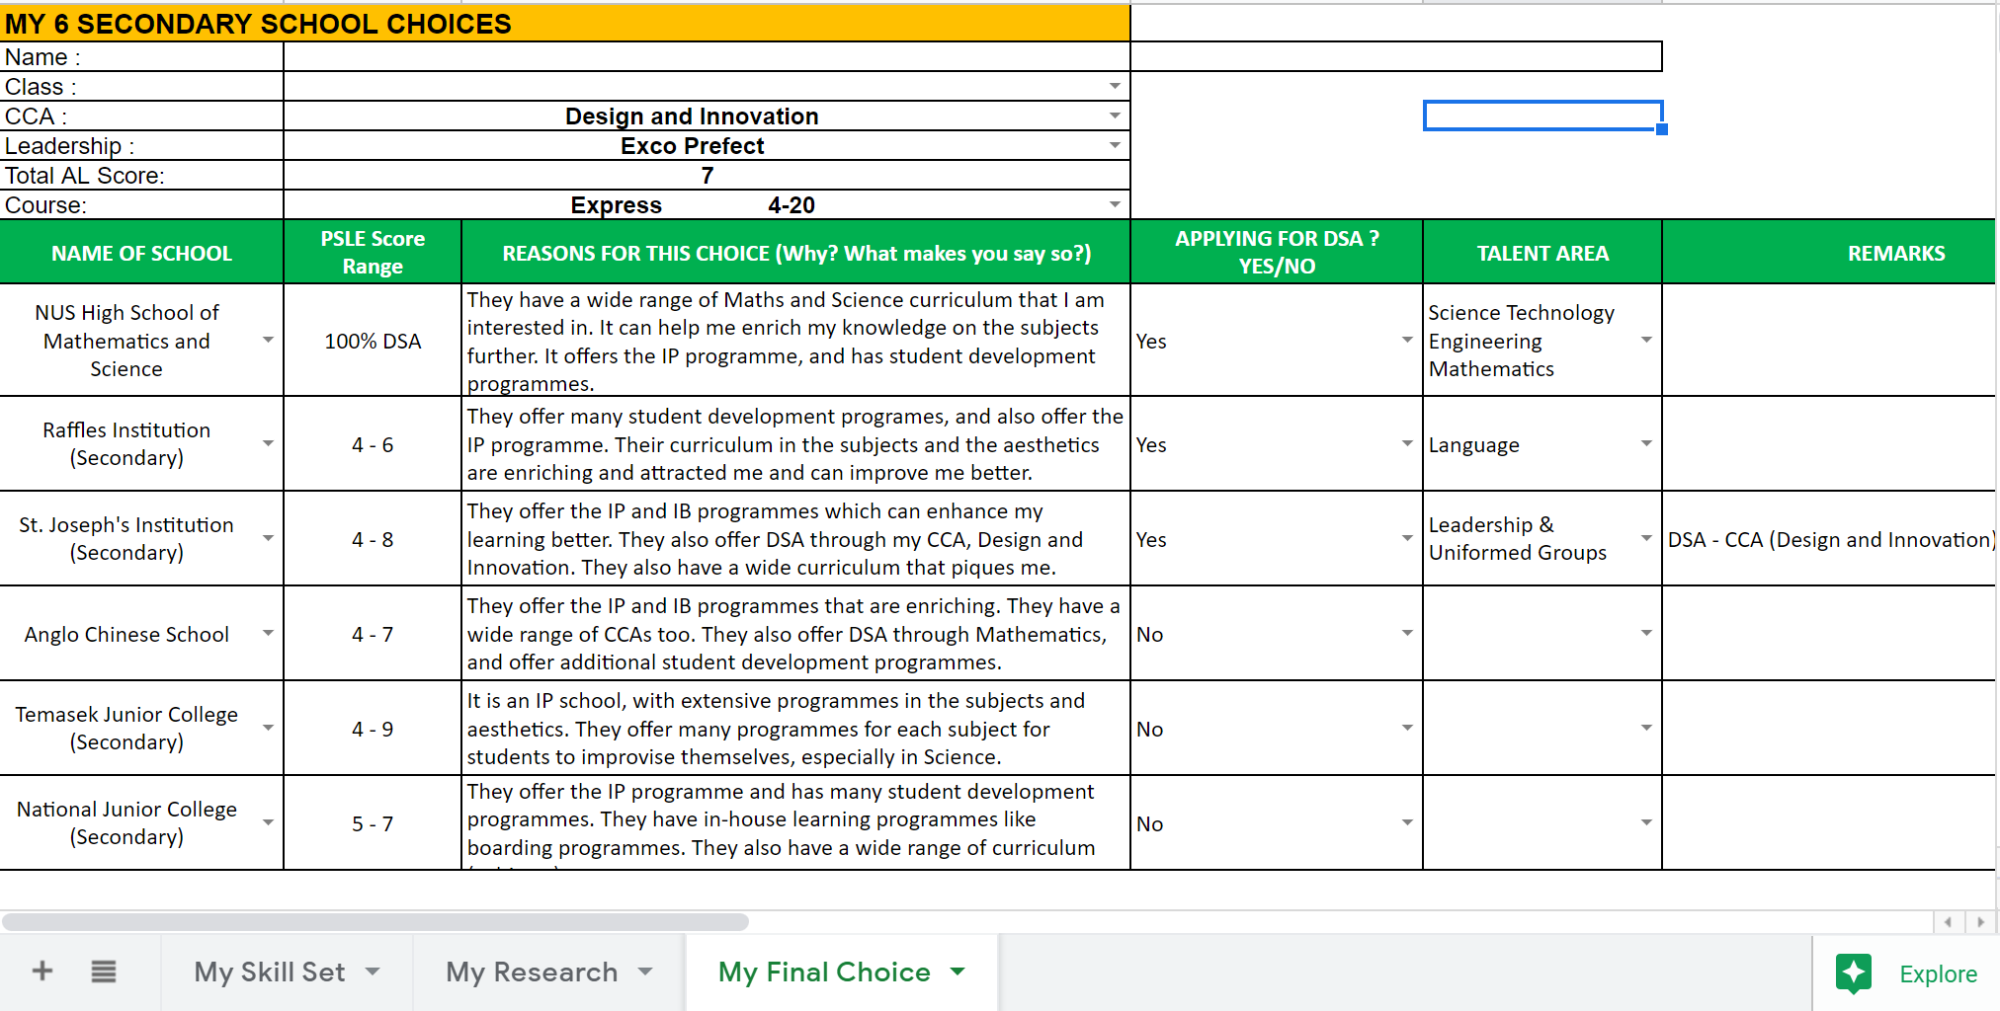 MY 6 SECONDARY SCHOOL CHOICES
Name :
Class :
CCA :
Design and Innovation
Leadership :
Exco Prefect
Total AL Score:
7
Course:
Express 4-20
NAME OF SCHOOL
PSLE Score
Range
REASONS FOR THIS CHOICE (Why? What makes you say so?)
APPLYING FOR DSA ?
YES/NO
TALENT AREA
REMARKS
NUS High School of
Mathematics and
Science
100% DSA
They have a wide range of Maths and Science curriculum that I am
interested in. It can help me enrich my knowledge on the subjects
further. It offers the IP programme, and has student development
programmes.
Yes
Science Technology
Engineering
Mathematics
Raffles Institution
(Secondary)
4 - 6
They offer many student development programes, and also offer the
IP programme. Their curriculum in the subjects and the aesthetics
are enriching and attracted me and can improve me better.
Yes
Language
St. Joseph's Institution
(Secondary)
4 - 8
They offer the IP and IB programmes which can enhance my
learning better. They also offer DSA through my CCA, Design and
Innovation. They also have a wide curriculum that piques me.
Yes
Leadership &
Uniformed Groups
DSA - CCA (Design and Innovation)
Anglo Chinese School
4 - 7
They offer the IP and IB programmes that are enriching. They have a
wide range of CCAs too. They also offer DSA through Mathematics,
and offer additional student development programmes.
No
Temasek Junior College
(Secondary)
4 - 9
It is an IP school, with extensive programmes in the subjects and
aesthetics. They offer many programmes for each subject for
students to improvise themselves, especially in Science.
No
National Junior College
(Secondary)
5 - 7
They offer the IP programme and has many student development
programmes. They have in-house learning programmes like
boarding programmes. They also have a wide range of curriculum
No
My Skill Set
My Research
My Final Choice
Explore